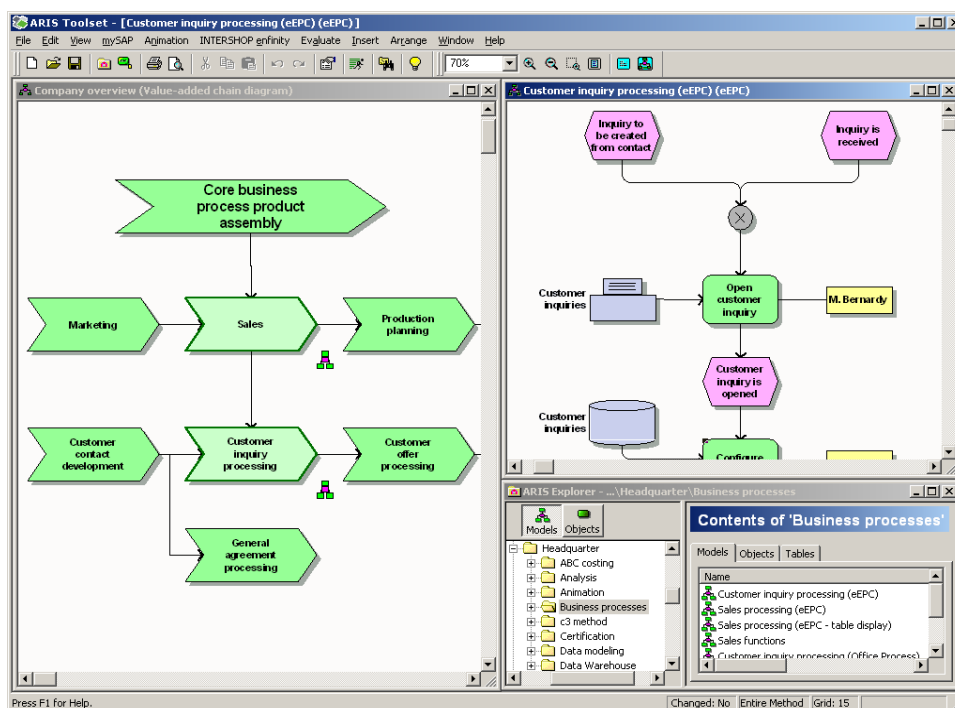 ARIS Toolset - [Customer inquiry processing (eEPC) (eEPC) ]
File Edit View mySAP Animation INTERSHOP enfinity Evaluate Insert Arrange Window Help
70%
Company overview (Value-added chain diagram)
Core business
process product
assembly
Marketing
Sales
Production
planning
Customer
contact
development
Customer
inquiry
processing
Customer
offer
processing
General
agreement
processing
Customer inquiry processing (eEPC) (eEPC)
Inquiry to
be created
from contact
Inquiry is
received
Customer
inquiries
Open
customer
inquiry
M. Bernardy
Customer
inquiry is
opened
Customer
inquiries
Configure
ARIS Explorer - ...\Headquarter\Business processes
Models Objects
Headquarter
ABC costing
Analysis
Animation
Business processes
c3 method
Certification
Data modeling
Data Warehouse
Contents of 'Business processes'
Models Objects Tables
Name
Customer inquiry processing (eEPC)
Sales processing (eEPC)
Sales processing (eEPC - table display)
Sales functions
Customer inquiry processing (Office Process)
Press F1 for Help.
Changed: No Entire Method Grid: 15